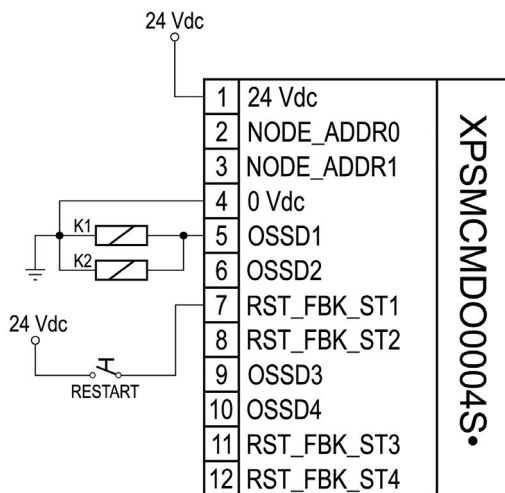 24 Vdc
1 24 Vdc
2 NODE_ADDR0
3 NODE_ADDR1
4 0 Vdc
K1
5 OSSD1
K2
6 OSSD2
7 RST_FBK_ST1
24 Vdc
8 RST_FBK_ST2
RESTART
9 OSSD3
10 OSSD4
11 RST_FBK_ST3
12 RST_FBK_ST4
XPSMCMDO0004S•